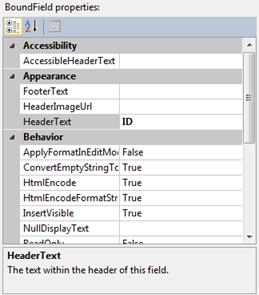 BoundField properties:
Accessibility
AccessibleHeaderText
Appearance
FooterText
HeaderImageUrl
HeaderText ID
Behavior
ApplyFormatInEditMo False
ConvertEmptyStringTo True
HtmlEncode True
HtmlEncodeFormatStr True
InsertVisible True
NullDisplayText
ReadOnly False
HeaderText
The text within the header of this field.